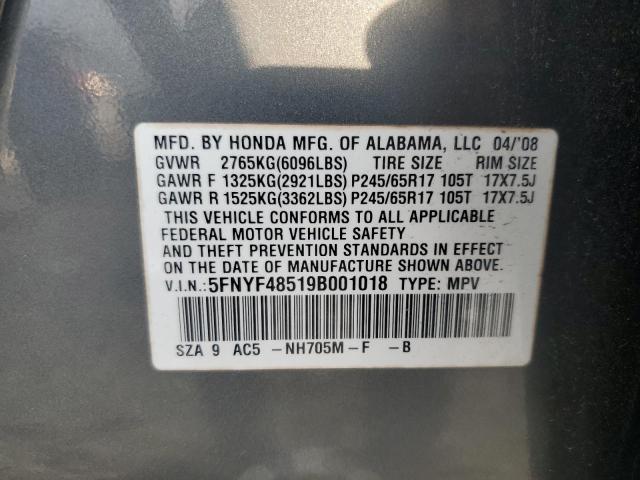 MFD. BY HONDA MFG. OF ALABAMA, LLC 04/'08
GVWR 2765KG(6096LBS) TIRE SIZE RIM SIZE
GAWR F 1325KG(2921LBS) P245/65R17 105T 17X7.5J
GAWR R 1525KG(3362LBS) P245/65R17 105T 17X7.5J
THIS VEHICLE CONFORMS TO ALL APPLICABLE
FEDERAL MOTOR VEHICLE SAFETY
AND THEFT PREVENTION STANDARDS IN EFFECT
ON THE DATE OF MANUFACTURE SHOWN ABOVE.
V.I.N.: 5FNYF48519B001018 TYPE: MPV
SZA 9 AC5 -NH705M-F -B